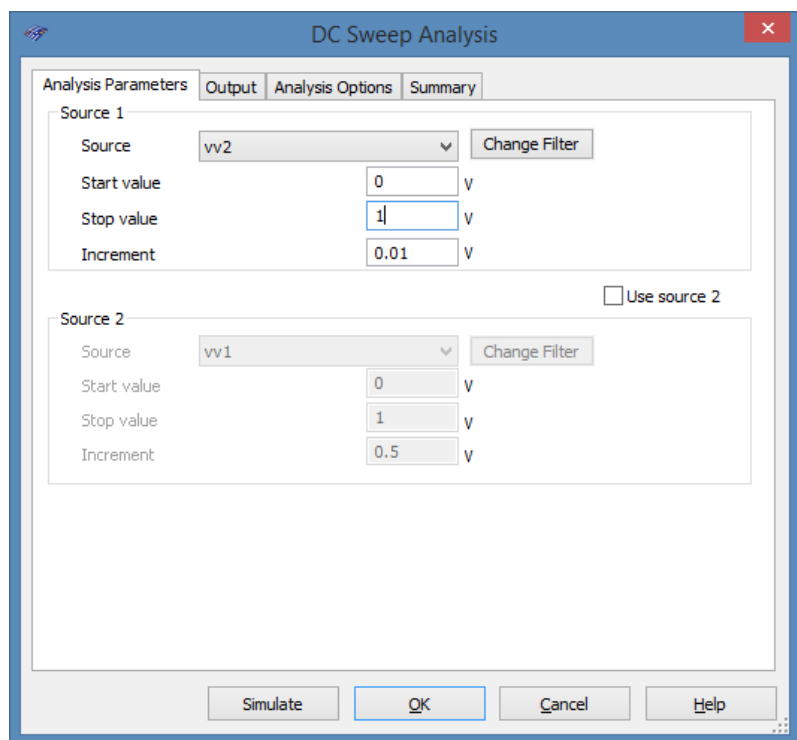 DC Sweep Analysis
Analysis Parameters Output Analysis Options Summary
Source 1
Source vv2 Change Filter
Start value 0 V
Stop value 1 V
Increment 0.01 V
Use source 2
Source 2
Source vv1 Change Filter
Start value 0 V
Stop value 1 V
Increment 0.5 V
Simulate OK Cancel Help